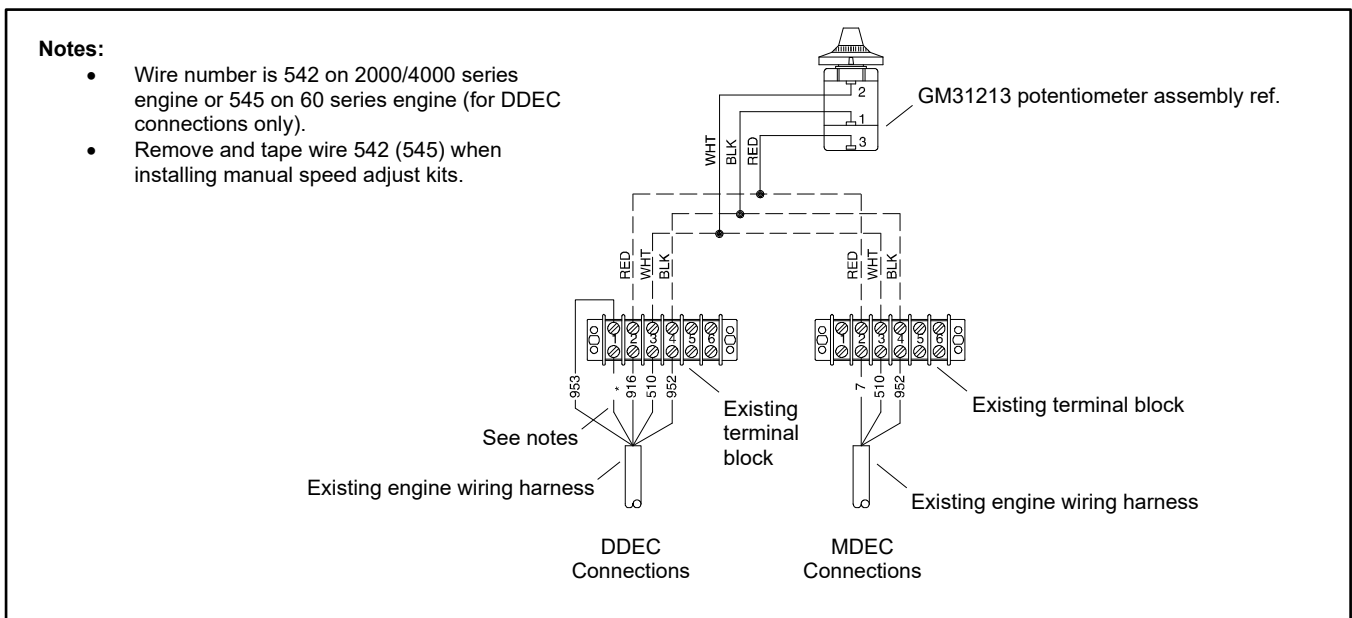 Notes:
• Wire number is 542 on 2000/4000 series
engine or 545 on 60 series engine (for DDEC
connections only).
• Remove and tape wire 542 (545) when
installing manual speed adjust kits.
2
1
3
GM31213 potentiometer assembly ref.
WHT
BLK
RED
RED
WHT
BLK
RED
WHT
BLK
1 2 3 4 5 6
1 2 3 4 5 6
953
*
916
510
952
7
510
952
See notes
Existing
terminal
block
Existing terminal block
Existing engine wiring harness
Existing engine wiring harness
DDEC
Connections
MDEC
Connections